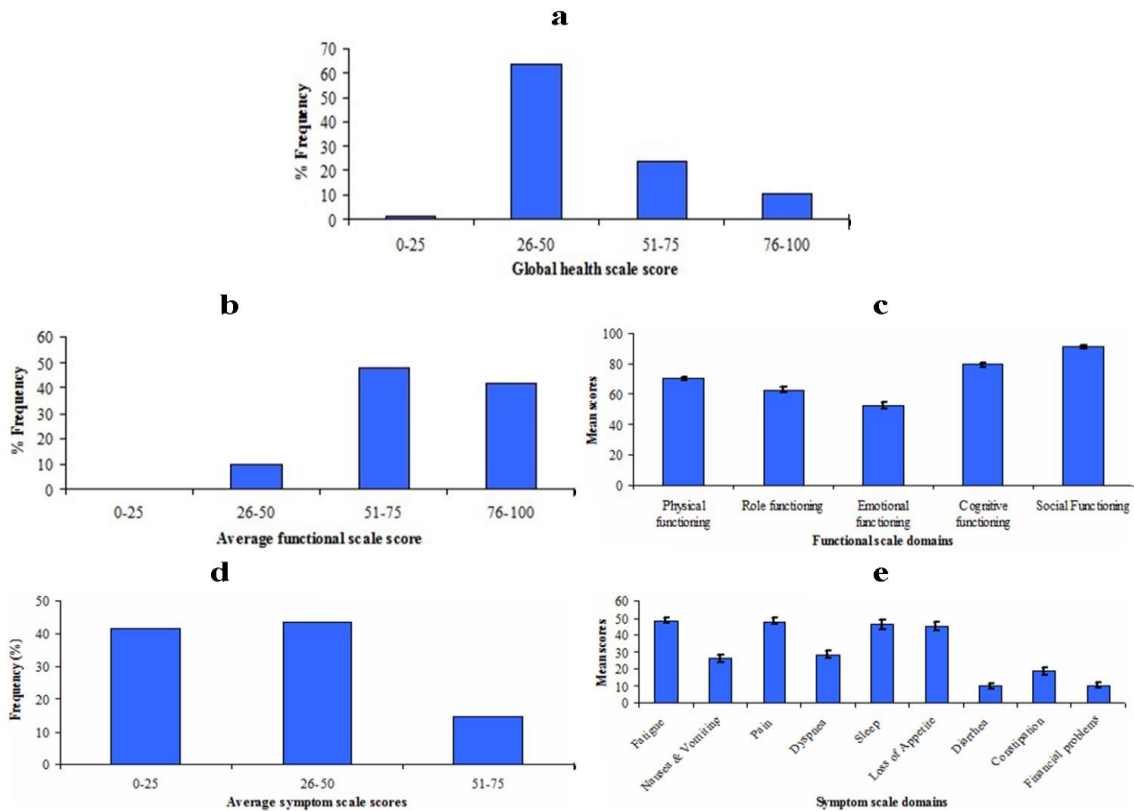 a
70
60
50
40
30
20
10
0
% Frequency
0-25 26-50 51-75 76-100
Global health scale score
b
60
50
40
30
20
10
0
% Frequency
0-25 26-50 51-75 76-100
Average functional scale score
c
100
80
60
40
20
0
Mean scores
Physical functioning
Role functioning
Emotional functioning
Cognitive functioning
Social Functioning
Functional scale domains
d
50
40
30
20
10
0
Frequency (%)
0-25 26-50 51-75
Average symptom scale scores
e
60
50
40
30
20
10
0
Mean scores
Fatigue
Nausea & Vomiting
Pain
Dyspnea
Sleep
Loss of Appetite
Diarrhea
Constipation
Financial problems
Symptom scale domains